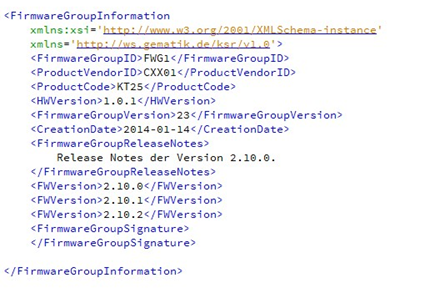 <FirmwareGroupInformation
xmlns:xsi='http://www.w3.org/2001/XMLSchema-instance'
xmlns='http://ws.gematik.de/ksr/v1.0'>
<FirmwareGroupID>FWG1</FirmwareGroupID>
<ProductVendorID>CXX01</ProductVendorID>
<ProductCode>KT25</ProductCode>
<HWVersion>1.0.1</HWVersion>
<FirmwareGroupVersion>23</FirmwareGroupVersion>
<CreationDate>2014-01-14</CreationDate>
<FirmwareGroupReleaseNotes>
Release Notes der Version 2.10.0.
</FirmwareGroupReleaseNotes>
<FWVersion>2.10.0</FWVersion>
<FWVersion>2.10.1</FWVersion>
<FWVersion>2.10.2</FWVersion>
<FirmwareGroupSignature>
</FirmwareGroupSignature>
</FirmwareGroupInformation>